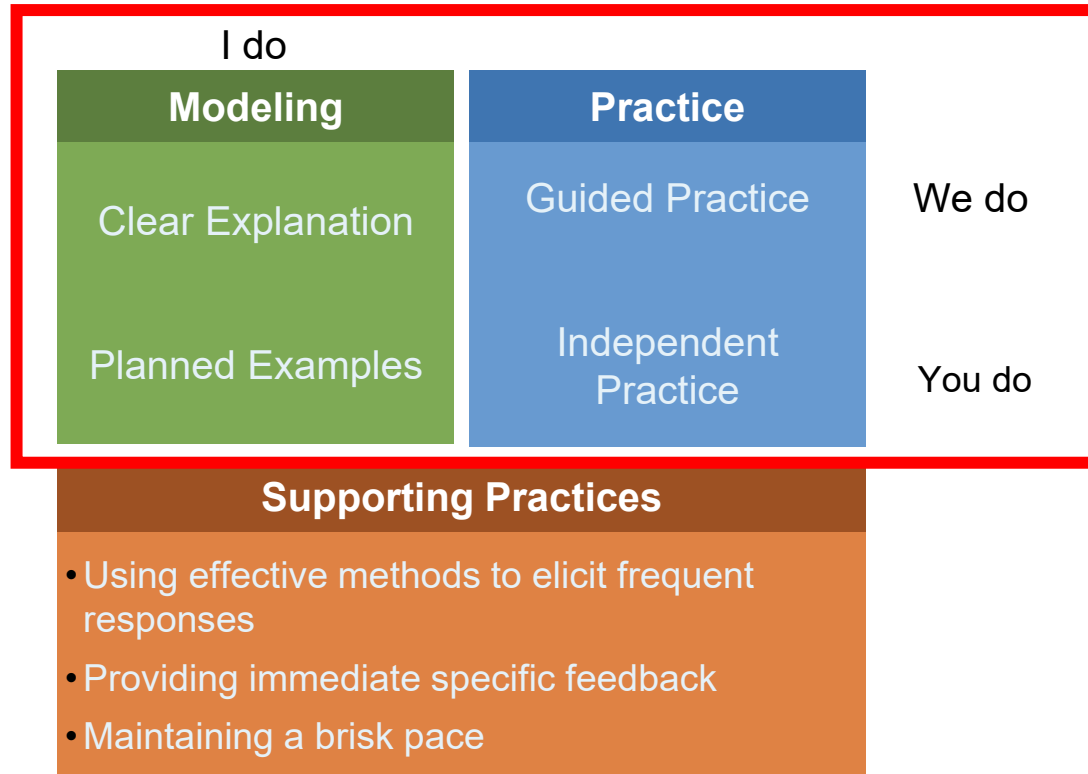 I do
Modeling
Clear Explanation
Planned Examples
Practice
Guided Practice
We do
Independent
Practice
You do
Supporting Practices
• Using effective methods to elicit frequent
responses
• Providing immediate specific feedback
• Maintaining a brisk pace